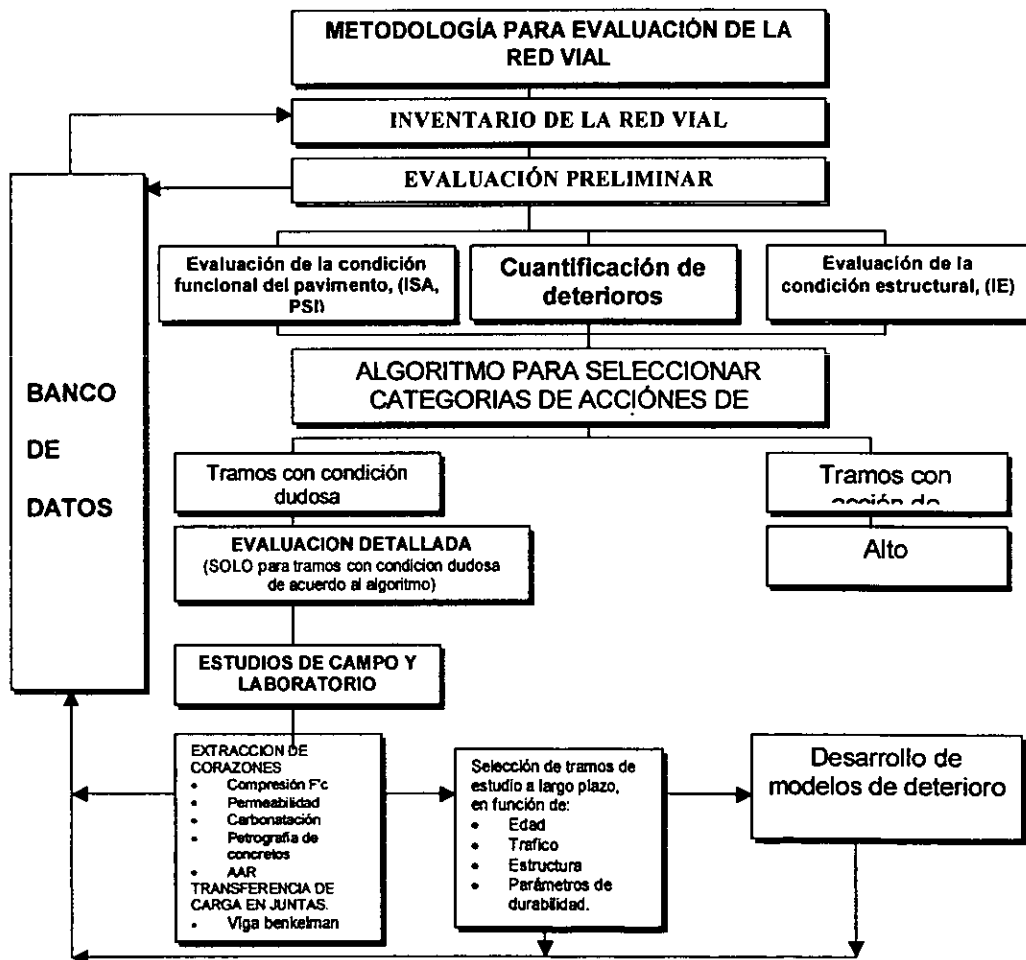 METODOLOGÍA PARA EVALUACIÓN DE LA
RED VIAL
INVENTARIO DE LA RED VIAL
EVALUACIÓN PRELIMINAR
Evaluación de la condición
funcional del pavimento, (ISA,
PSI)
Cuantificación de
deterioros
Evaluación de la
condición estructural, (IE)
ALGORITMO PARA SELECCIONAR
CATEGORIAS DE ACCIÓNES DE
BANCO
DE
DATOS
Tramos con condición
dudosa
Tramos con
acción de
EVALUACION DETALLADA
(SOLO para tramos con condicion dudosa
de acuerdo al algoritmo)
Alto
ESTUDIOS DE CAMPO Y
LABORATORIO
EXTRACCION DE
CORAZONES
• Compresión F'c
• Permeabilidad
• Carbonatación
• Petrografía de
concretos
• AAR
TRANSFERENCIA DE
CARGA EN JUNTAS.
• Viga benkelman
Selección de tramos de
estudio a largo plazo,
en función de:
• Edad
• Trafico
• Estructura
• Parámetros de
durabilidad.
Desarrollo de
modelos de deterioro